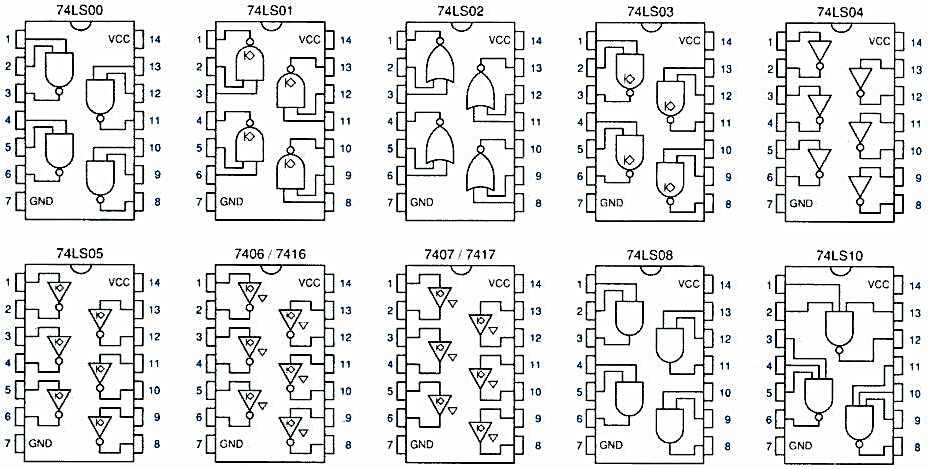 74LS00 74LS01 74LS02 74LS03 74LS04
1 VCC 14 1 VCC 14 1 VCC 14 1 VCC 14 1 VCC 14
2 13 2 13 2 13 2 13 2 13
3 12 3 12 3 12 3 12 3 12
4 11 4 11 4 11 4 11 4 11
5 10 5 10 5 10 5 10 5 10
6 9 6 9 6 9 6 9 6 9
7 GND 8 7 GND 8 7 GND 8 7 GND 8 7 GND 8
74LS05 7406 / 7416 7407 / 7417 74LS08 74LS10
1 VCC 14 1 VCC 14 1 VCC 14 1 VCC 14 1 VCC 14
2 13 2 13 2 13 2 13 2 13
3 12 3 12 3 12 3 12 3 12
4 11 4 11 4 11 4 11 4 11
5 10 5 10 5 10 5 10 5 10
6 9 6 9 6 9 6 9 6 9
7 GND 8 7 GND 8 7 GND 8 7 GND 8 7 GND 8